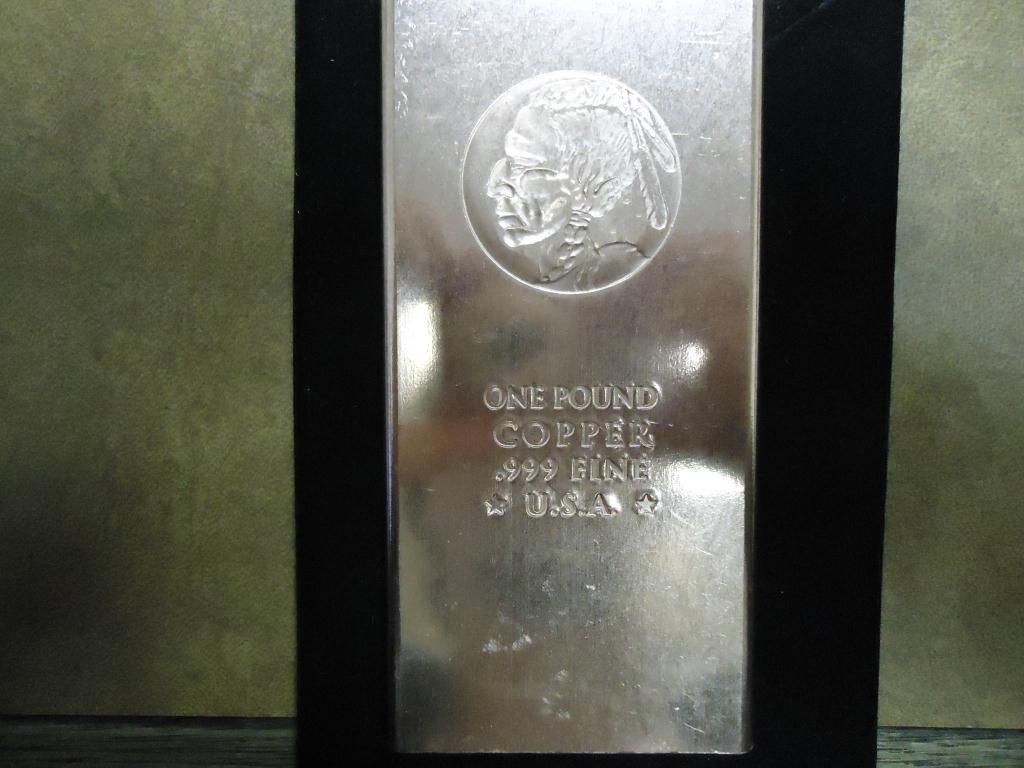 ONE POUND
COPPER
.999 FINE
★ U.S.A. ★